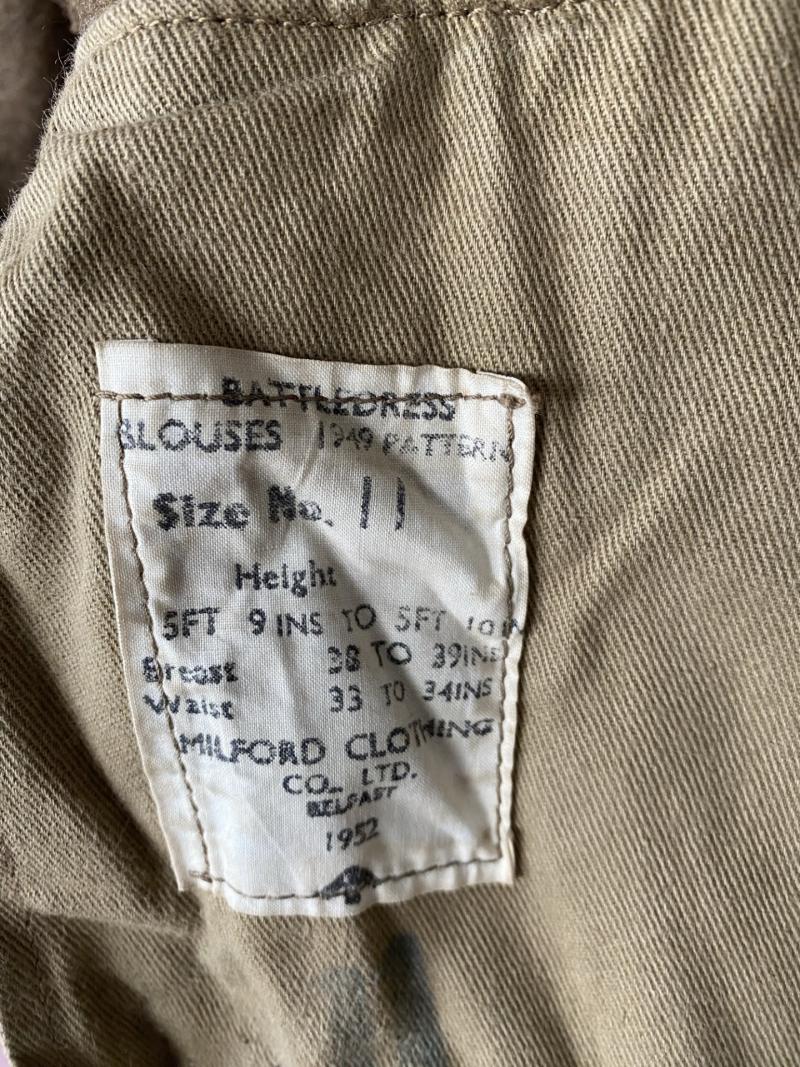 BATTLEDRESS
BLOUSES 1949 PATTERN
Size No. 11
Height
5FT 9 INS TO 5FT 10 IN
Breast 38 TO 39INS
Waist 33 TO 34INS
MILFORD CLOTHING
CO. LTD.
BELFAST
1952